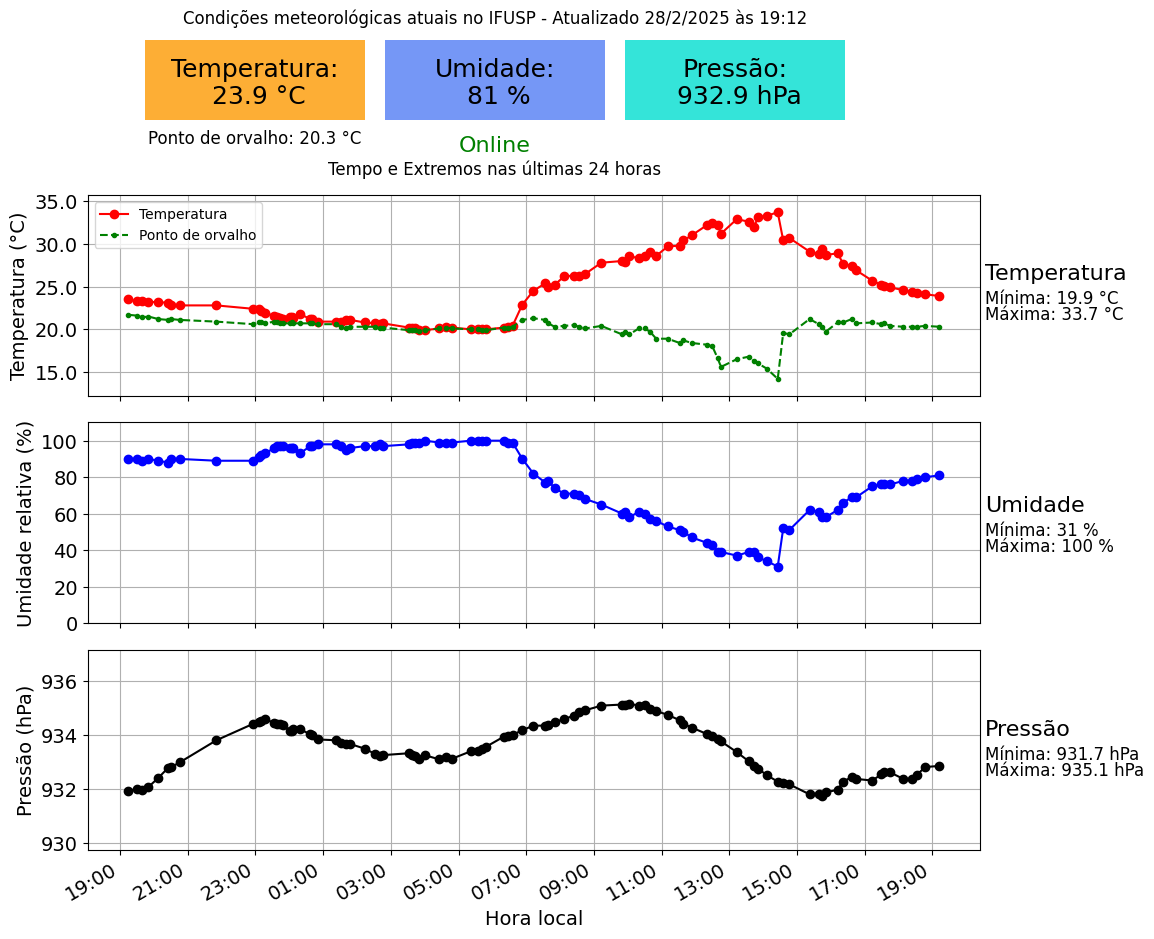 Condições meteorológicas atuais no IFUSP - Atualizado 28/2/2025 às 19:12
Temperatura:
23.9 °C
Umidade:
81 %
Pressão:
932.9 hPa
Ponto de orvalho: 20.3 °C
Online
Tempo e Extremos nas últimas 24 horas
Temperatura (°C)
35.0
30.0
25.0
20.0
15.0
Temperatura
Ponto de orvalho
Temperatura
Mínima: 19.9 °C
Máxima: 33.7 °C
Umidade relativa (%)
100
80
60
40
20
0
Umidade
Mínima: 31 %
Máxima: 100 %
Pressão (hPa)
936
934
932
930
Pressão
Mínima: 931.7 hPa
Máxima: 935.1 hPa
19:00
21:00
23:00
01:00
03:00
05:00
07:00
09:00
11:00
13:00
15:00
17:00
19:00
Hora local